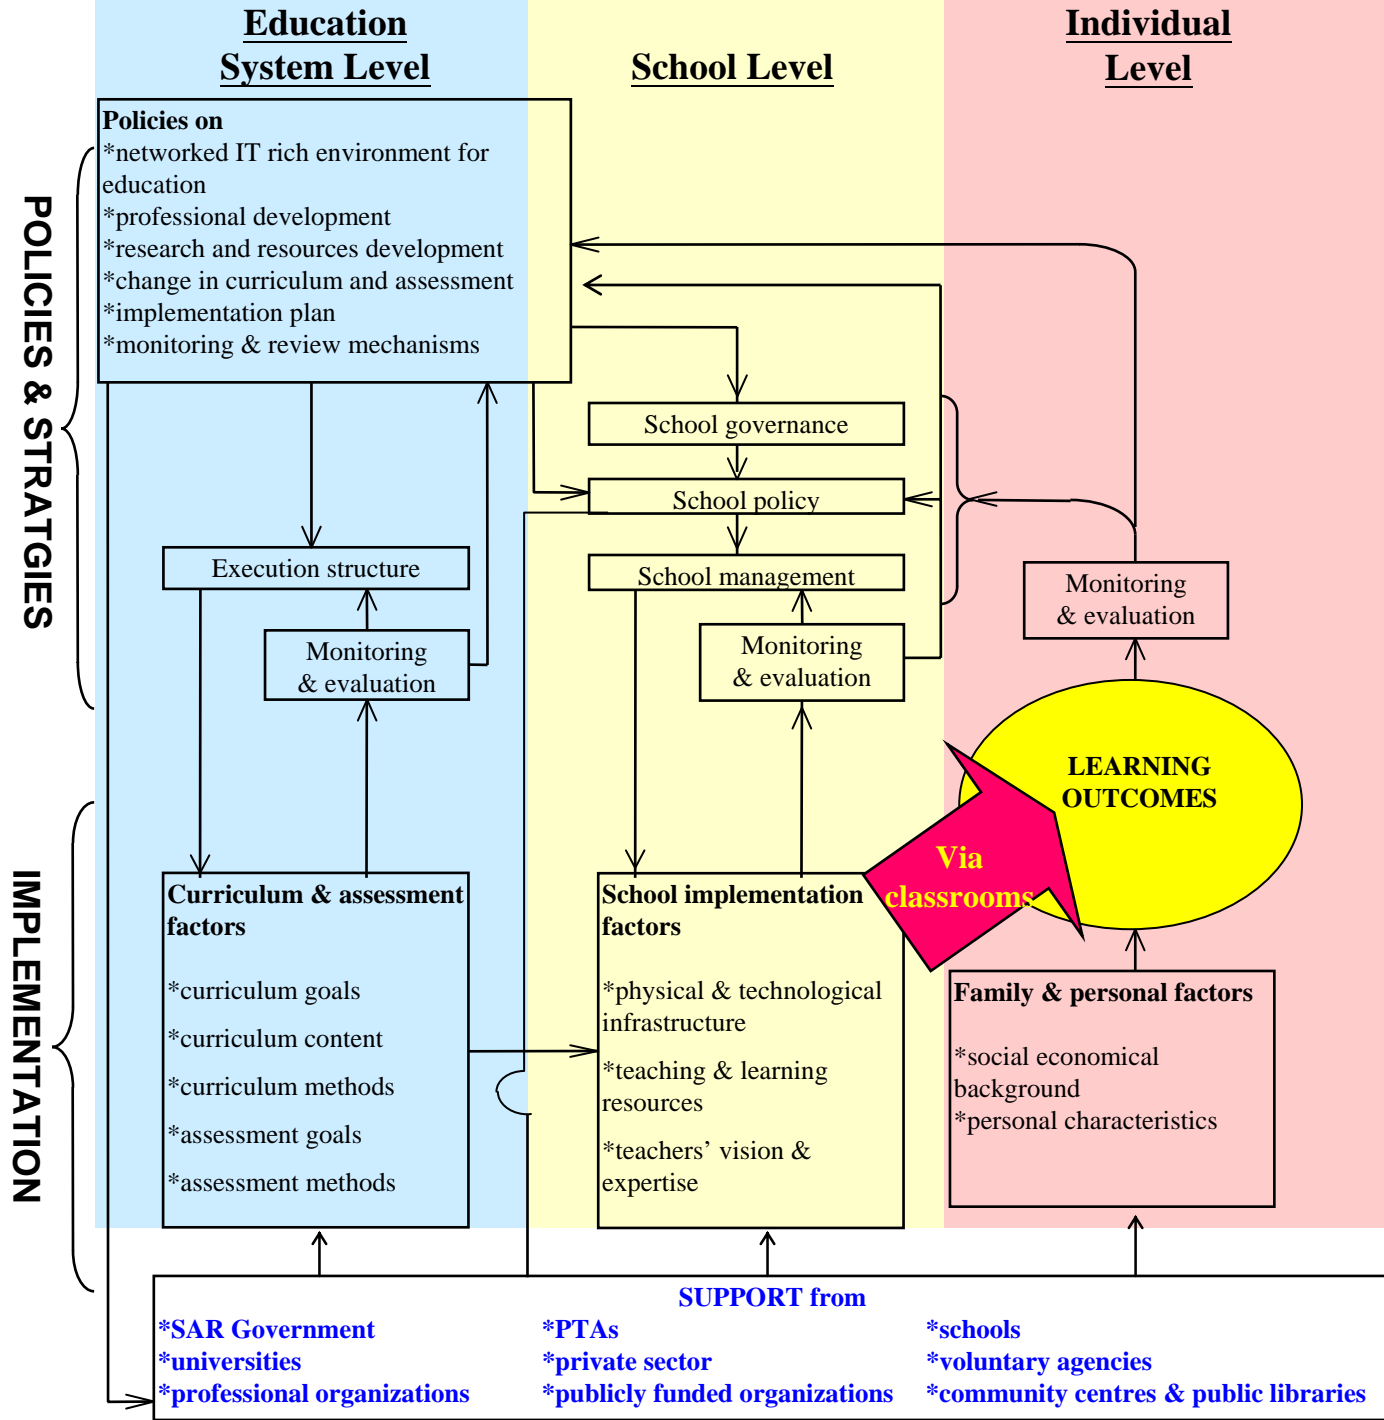 Education
System Level
School Level
Individual
Level
POLICIES & STRATGIES
IMPLEMENTATION
Policies on
*networked IT rich environment for
education
*professional development
*research and resources development
*change in curriculum and assessment
*implementation plan
*monitoring & review mechanisms
School governance
School policy
School management
Execution structure
Monitoring
& evaluation
Monitoring
& evaluation
Monitoring
& evaluation
LEARNING
OUTCOMES
Via
classrooms
Curriculum & assessment
factors
*curriculum goals
*curriculum content
*curriculum methods
*assessment goals
*assessment methods
School implementation
factors
*physical & technological
infrastructure
*teaching & learning
resources
*teachers’ vision &
expertise
Family & personal factors
*social economical
background
*personal characteristics
SUPPORT from
*SAR Government
*universities
*professional organizations
*PTAs
*private sector
*publicly funded organizations
*schools
*voluntary agencies
*community centres & public libraries